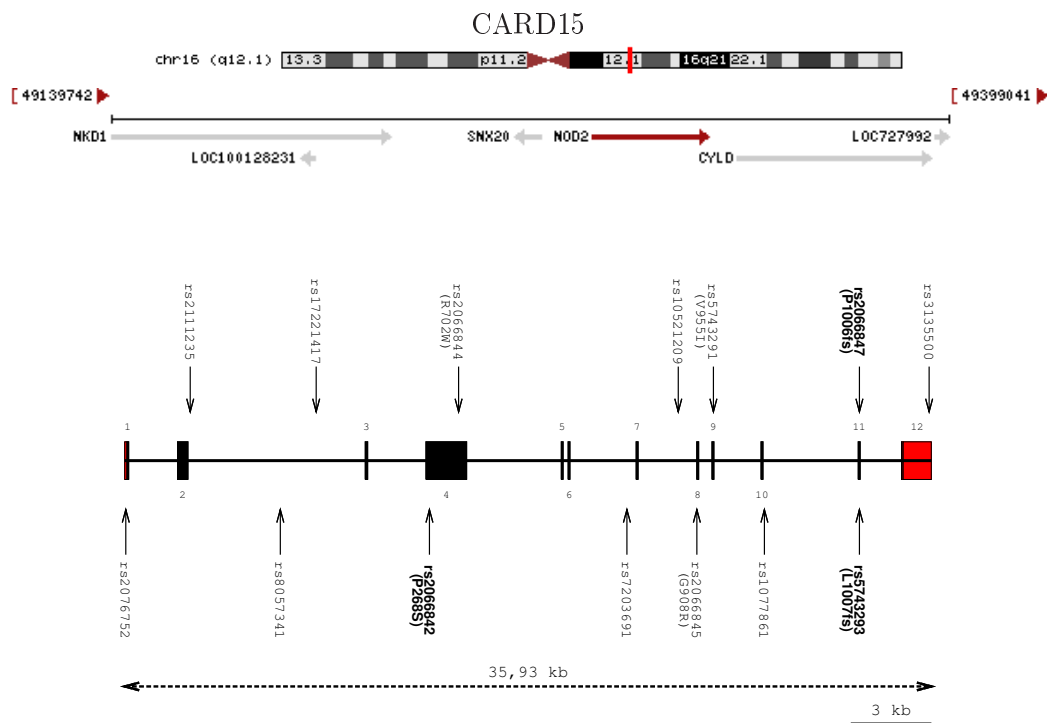 CARD15
chr16 (q12.1) 13.3 p11.2 12.1 16q21 22.1
[ 49139742 [ 49399041
NKD1 SNX20 NOD2 LOC727992
LOC100128231 CYLD
rs2111235
rs17221417
rs2066844
(R702W)
rs10521209
rs5743291
(V955I)
rs2066847
(P1006fs)
rs3135500
1 3 5 7 9 11 12
2 4 6 8 10
rs2076752
rs8057341
rs2066842
(P268S)
rs7203691
rs2066845
(G908R)
rs1077861
rs5743293
(L1007fs)
35,93 kb
3 kb